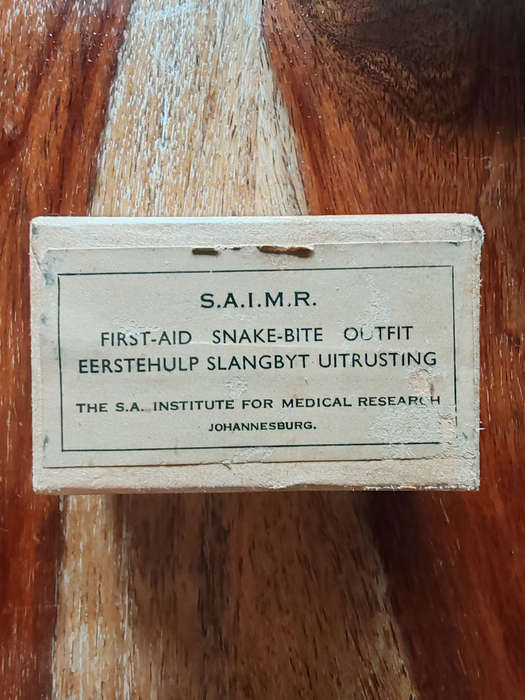 S.A.I.M.R.
FIRST-AID SNAKE-BITE OUTFIT
EERSTEHULP SLANGBYT UITRUSTING
THE S.A. INSTITUTE FOR MEDICAL RESEARCH
JOHANNESBURG.